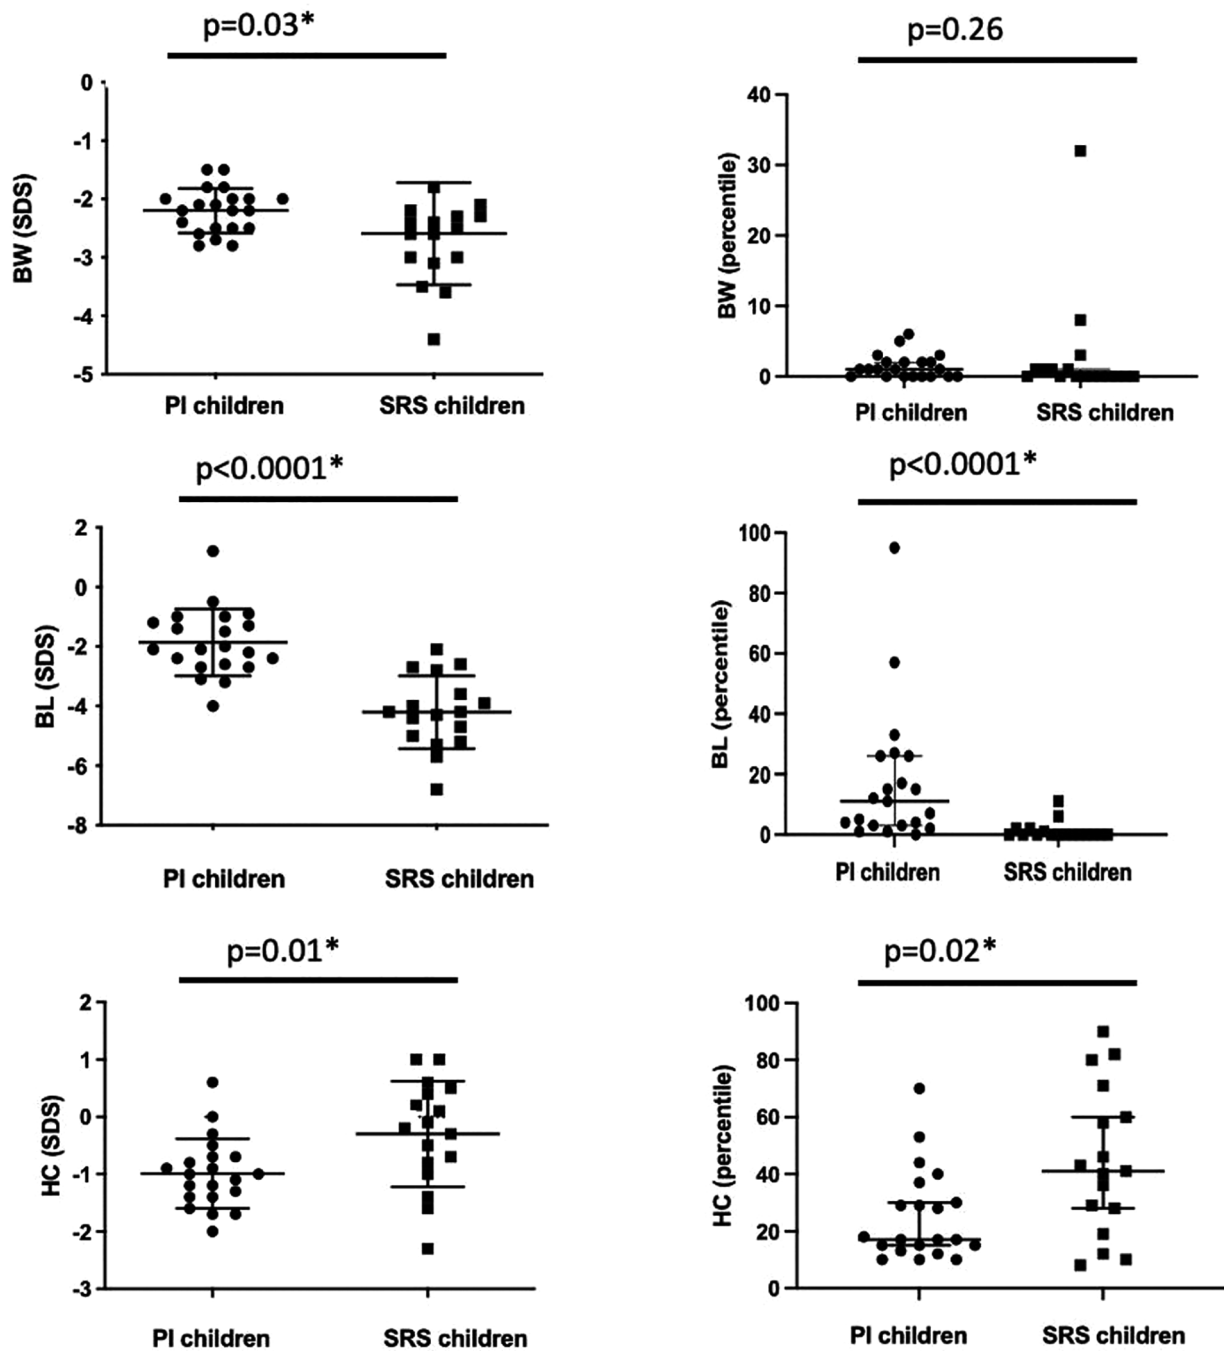 p=0.03*
BW (SDS)
0
-1
-2
-3
-4
-5
PI children
SRS children
p=0.26
BW (percentile)
40
30
20
10
0
PI children
SRS children
p<0.0001*
BL (SDS)
2
0
-2
-4
-6
-8
PI children
SRS children
p<0.0001*
BL (percentile)
100
80
60
40
20
0
PI children
SRS children
p=0.01*
HC (SDS)
2
1
0
-1
-2
-3
PI children
SRS children
p=0.02*
HC (percentile)
100
80
60
40
20
0
PI children
SRS children